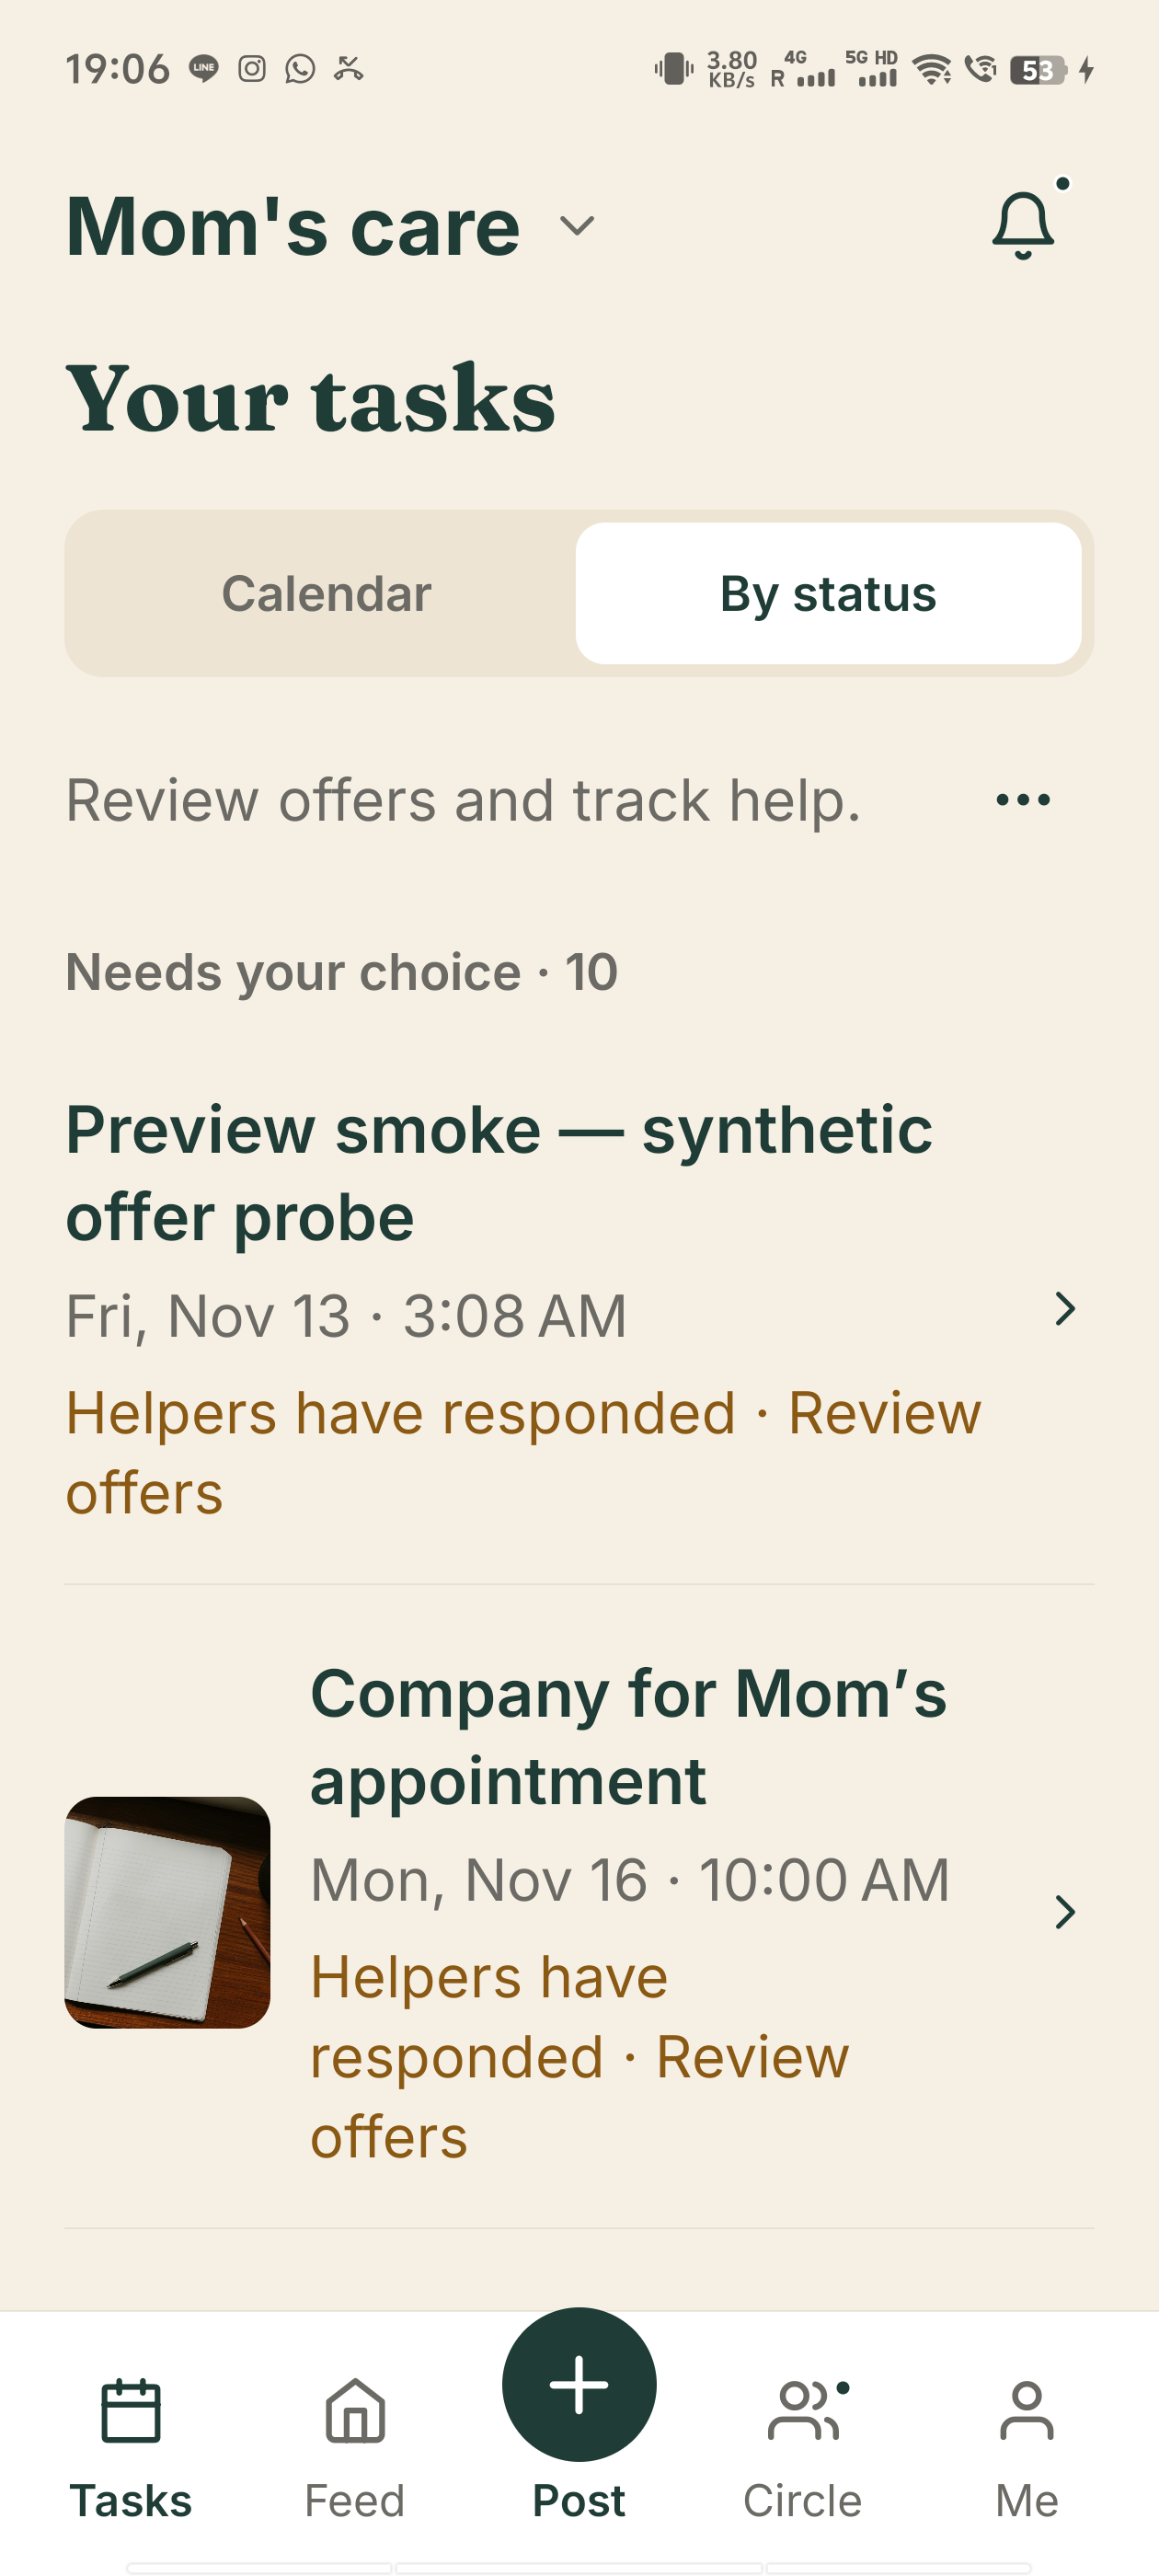 19:06 LINE 3.80 KB/s R 4G 5G HD 53
Mom's care
Your tasks
Calendar By status
Review offers and track help.
Needs your choice · 10
Preview smoke — synthetic
offer probe
Fri, Nov 13 · 3:08 AM
Helpers have responded · Review
offers
Company for Mom’s
appointment
Mon, Nov 16 · 10:00 AM
Helpers have
responded · Review
offers
Tasks Feed Post Circle Me